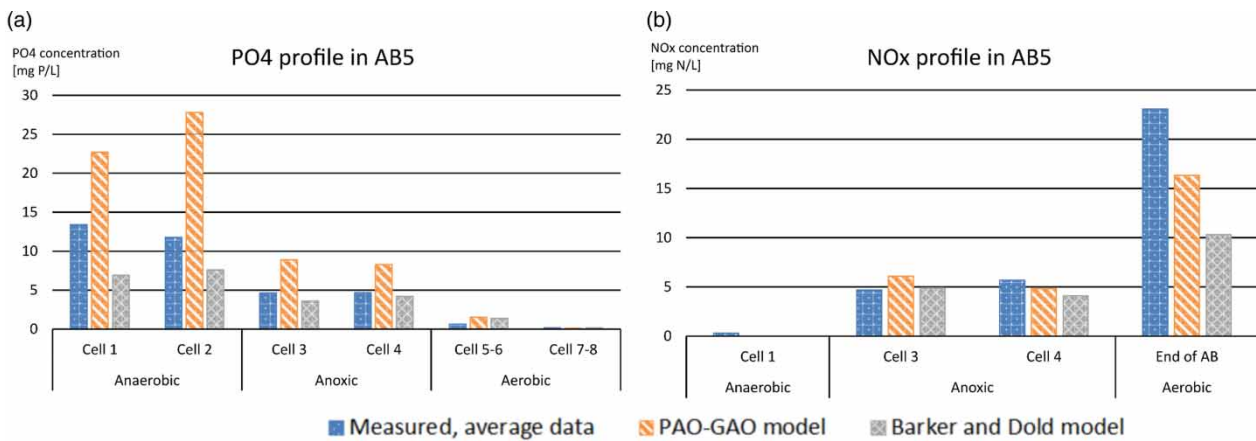 (a)
PO4 concentration
[mg P/L]
PO4 profile in AB5
30
25
20
15
10
5
0
Cell 1 Cell 2 Cell 3 Cell 4 Cell 5-6 Cell 7-8
Anaerobic Anoxic Aerobic
(b)
NOx concentration
[mg N/L]
NOx profile in AB5
25
20
15
10
5
0
Cell 1 Cell 3 Cell 4 End of AB
Anaerobic Anoxic Aerobic
Measured, average data PAO-GAO model Barker and Dold model